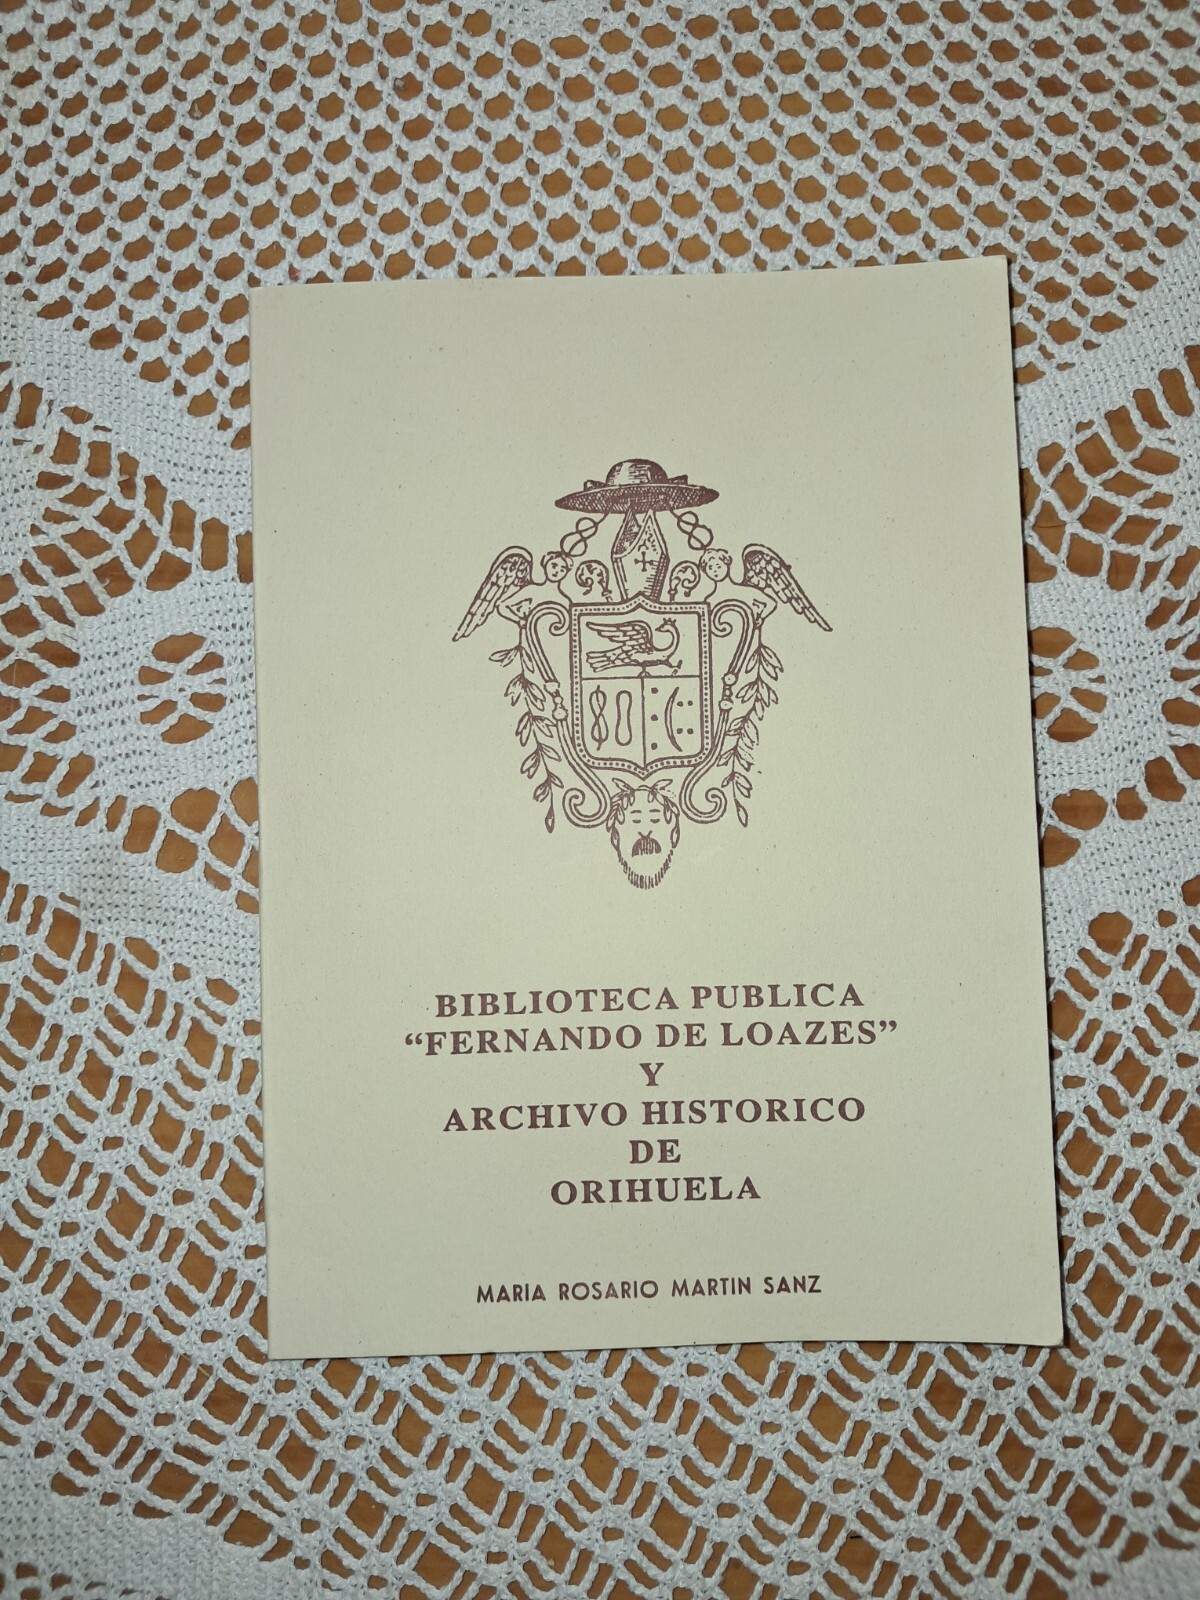 BIBLIOTECA PUBLICA
“FERNANDO DE LOAZES”
Y
ARCHIVO HISTORICO
DE
ORIHUELA
MARIA ROSARIO MARTIN SANZ